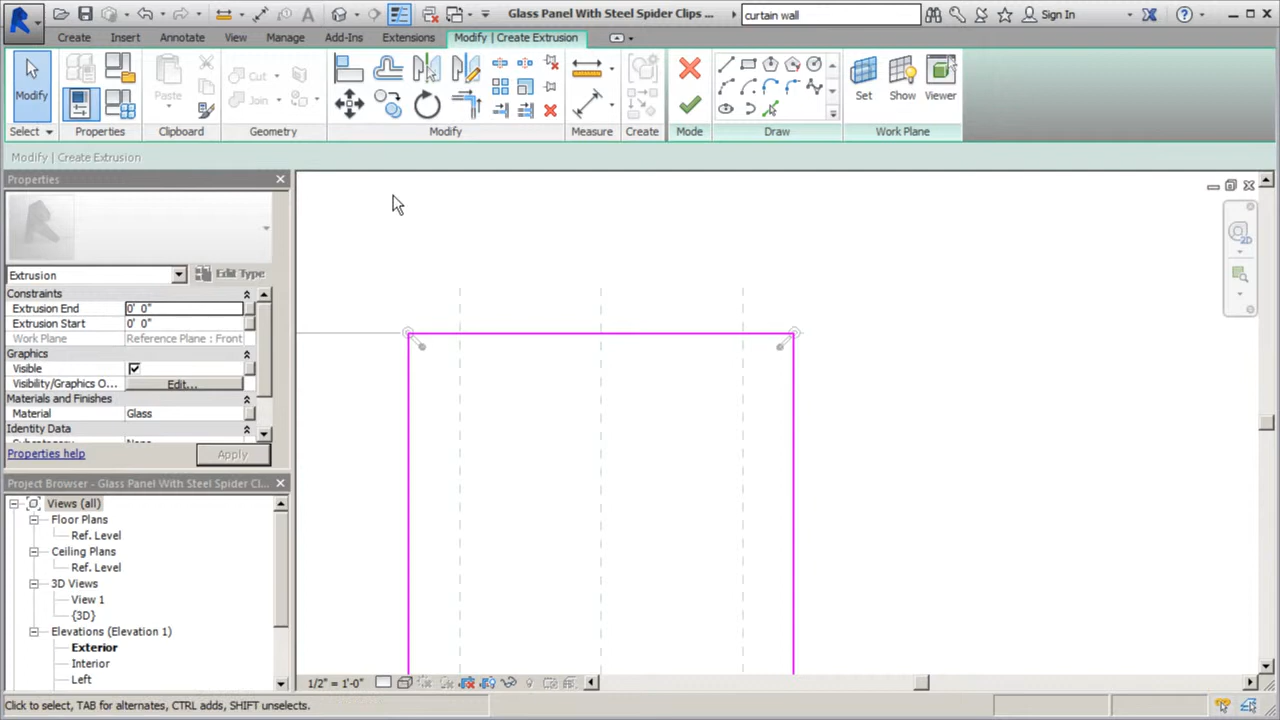 Glass Panel With Steel Spider Clips ...
curtain wall
Sign In
Create
Insert
Annotate
View
Manage
Add-Ins
Extensions
Modify | Create Extrusion
Modify
Paste
Cut
Join
Set
Show
Viewer
Select
Properties
Clipboard
Geometry
Modify
Measure
Create
Mode
Draw
Work Plane
Modify | Create Extrusion
Properties
Extrusion
Edit Type
Constraints
Extrusion End 0' 0"
Extrusion Start 0' 0"
Work Plane Reference Plane : Front
Graphics
Visible
Visibility/Graphics O... Edit...
Materials and Finishes
Material Glass
Identity Data
Properties help
Apply
Project Browser - Glass Panel With Steel Spider Cl...
Views (all)
Floor Plans
Ref. Level
Ceiling Plans
Ref. Level
3D Views
View 1
{3D}
Elevations (Elevation 1)
Exterior
Interior
Left
2D
1/2" = 1'-0"
Click to select, TAB for alternates, CTRL adds, SHIFT unselects.